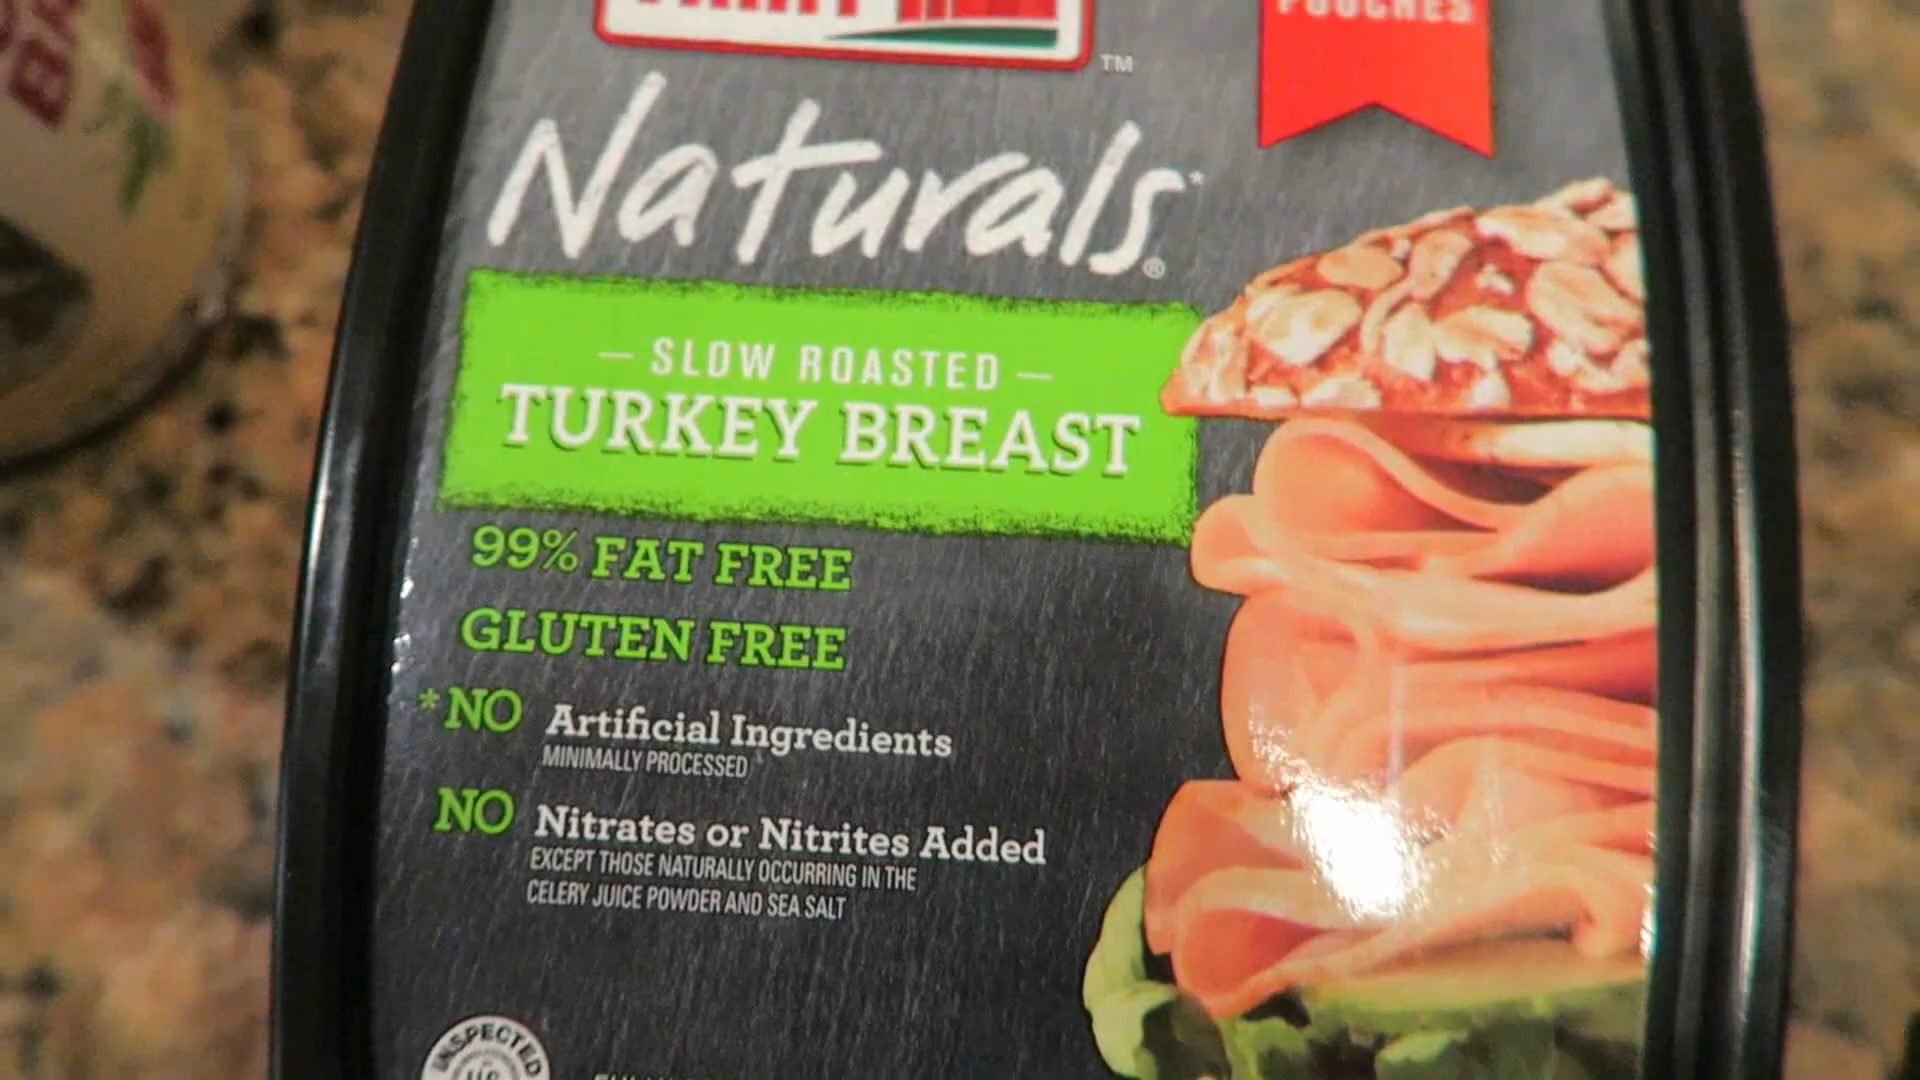 POUCHES
TM
Naturals*
®
— SLOW ROASTED —
TURKEY BREAST
99% FAT FREE
GLUTEN FREE
*NO Artificial Ingredients
MINIMALLY PROCESSED
NO Nitrates or Nitrites Added
EXCEPT THOSE NATURALLY OCCURRING IN THE
CELERY JUICE POWDER AND SEA SALT
INSPECTED